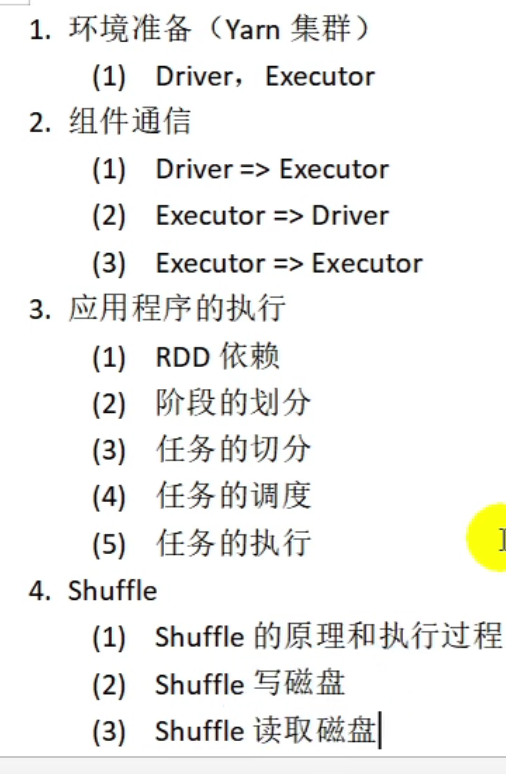 1. 环境准备（Yarn 集群）
(1) Driver，Executor
2. 组件通信
(1) Driver => Executor
(2) Executor => Driver
(3) Executor => Executor
3. 应用程序的执行
(1) RDD 依赖
(2) 阶段的划分
(3) 任务的切分
(4) 任务的调度
(5) 任务的执行
4. Shuffle
(1) Shuffle 的原理和执行过程
(2) Shuffle 写磁盘
(3) Shuffle 读取磁盘